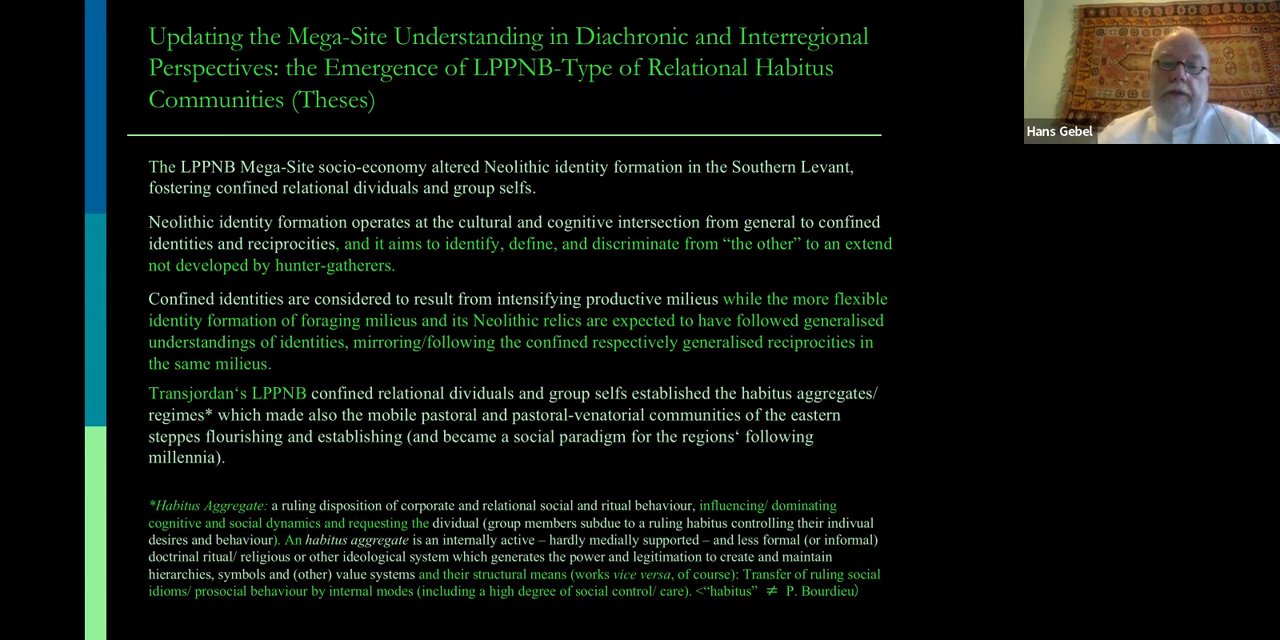 Updating the Mega-Site Understanding in Diachronic and Interregional
Perspectives: the Emergence of LPPNB-Type of Relational Habitus
Communities (Theses)
Hans Gebel
The LPPNB Mega-Site socio-economy altered Neolithic identity formation in the Southern Levant,
fostering confined relational dividuals and group selfs.
Neolithic identity formation operates at the cultural and cognitive intersection from general to confined
identities and reciprocities, and it aims to identify, define, and discriminate from “the other” to an extend
not developed by hunter-gatherers.
Confined identities are considered to result from intensifying productive milieus while the more flexible
identity formation of foraging milieus and its Neolithic relics are expected to have followed generalised
understandings of identities, mirroring/following the confined respectively generalised reciprocities in
the same milieus.
Transjordan‘s LPPNB confined relational dividuals and group selfs established the habitus aggregates/
regimes* which made also the mobile pastoral and pastoral-venatorial communities of the eastern
steppes flourishing and establishing (and became a social paradigm for the regions‘ following
millennia).
*Habitus Aggregate: a ruling disposition of corporate and relational social and ritual behaviour, influencing/ dominating
cognitive and social dynamics and requesting the dividual (group members subdue to a ruling habitus controlling their indivual
desires and behaviour). An habitus aggregate is an internally active – hardly medially supported – and less formal (or informal)
doctrinal ritual/ religious or other ideological system which generates the power and legitimation to create and maintain
hierarchies, symbols and (other) value systems and their structural means (works vice versa, of course): Transfer of ruling social
idioms/ prosocial behaviour by internal modes (including a high degree of social control/ care). <“habitus” ≠ P. Bourdieu)